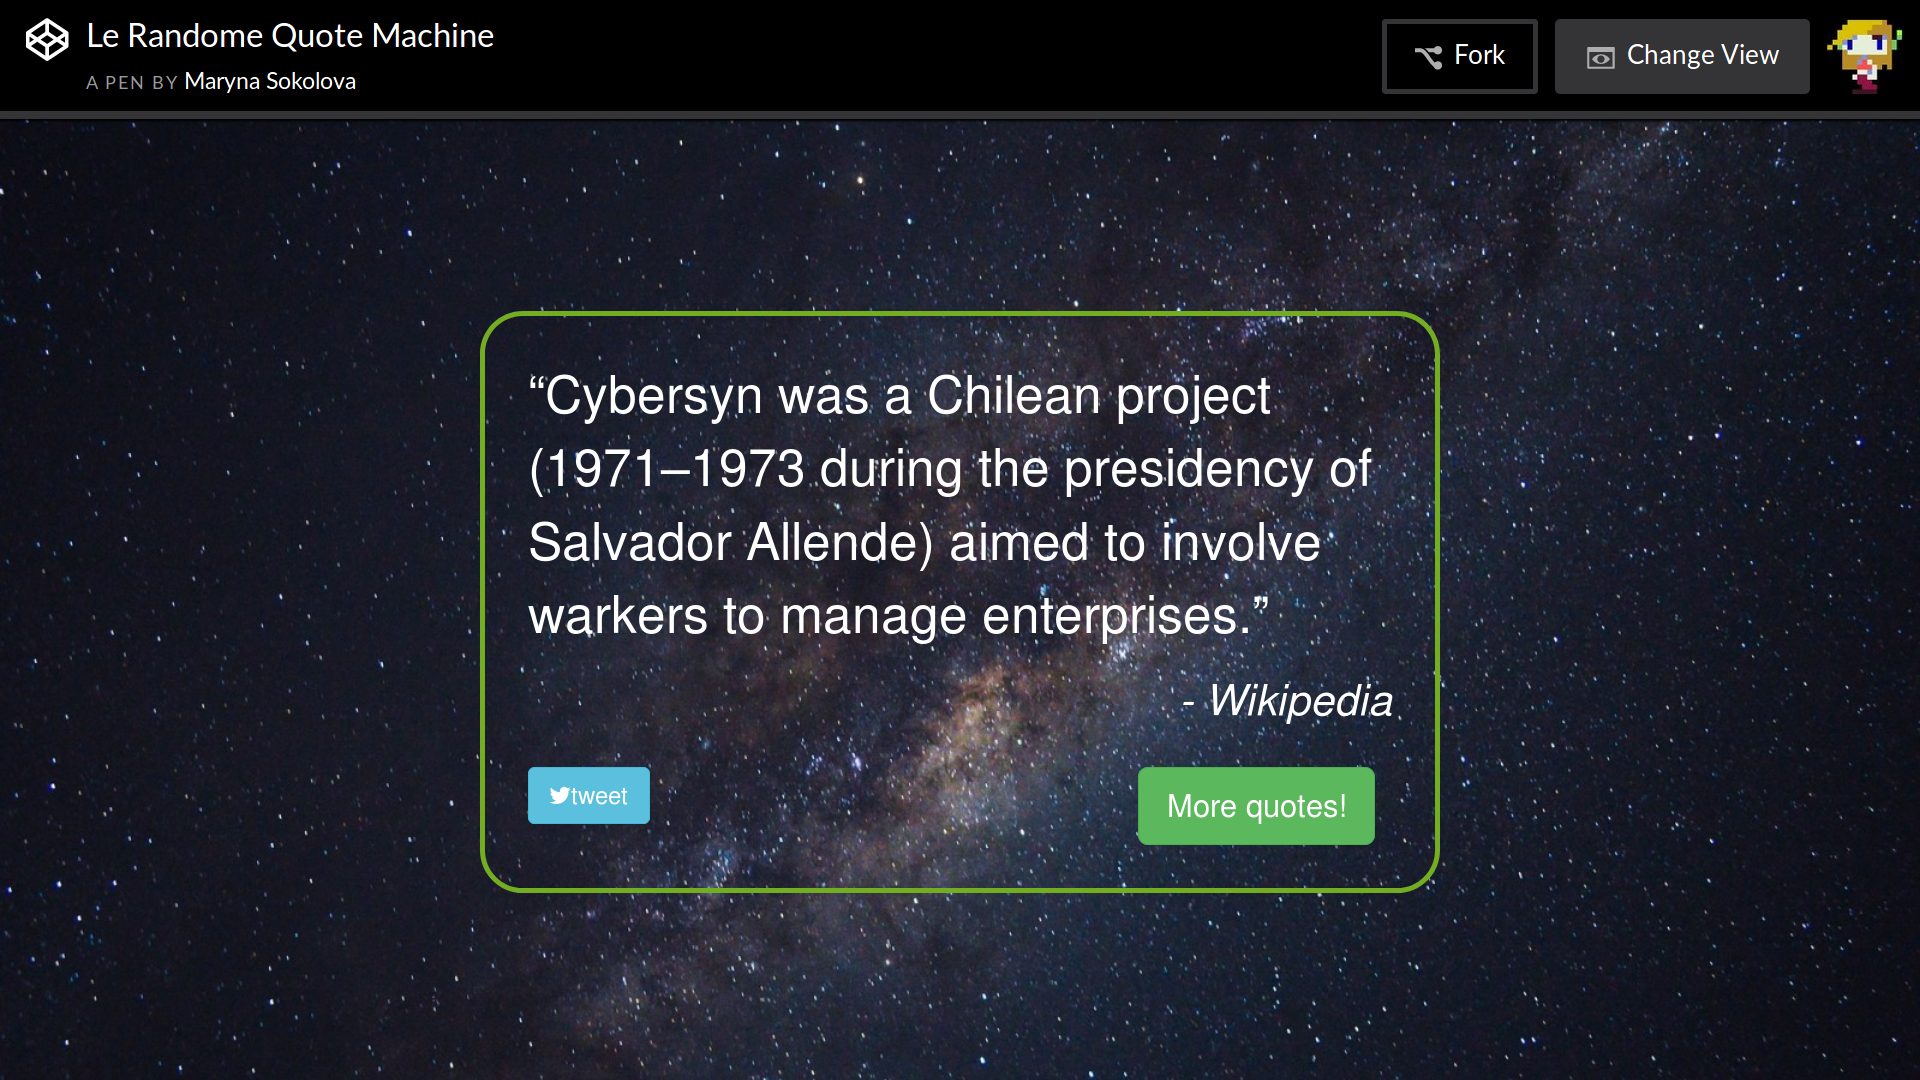 Le Randome Quote Machine
A PEN BY Maryna Sokolova
Fork
Change View
“Cybersyn was a Chilean project
(1971–1973 during the presidency of
Salvador Allende) aimed to involve
warkers to manage enterprises.”
- Wikipedia
tweet
More quotes!